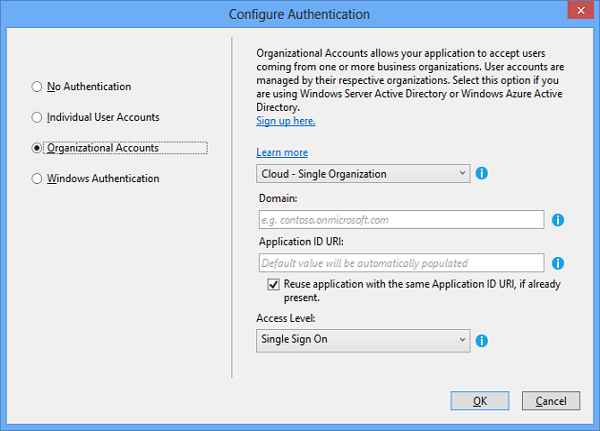 Configure Authentication
No Authentication
Individual User Accounts
Organizational Accounts
Windows Authentication
Organizational Accounts allows your application to accept users
coming from one or more business organizations. User accounts are
managed by their respective organizations. Select this option if you
are using Windows Server Active Directory or Windows Azure Active
Directory.
Sign up here.
Learn more
Cloud - Single Organization
Domain:
e.g. contoso.onmicrosoft.com
Application ID URI:
Default value will be automatically populated
Reuse application with the same Application ID URI, if already
present.
Access Level:
Single Sign On
OK
Cancel